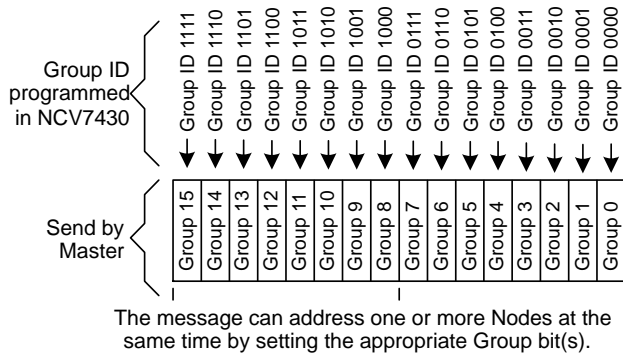 Group ID
programmed
in NCV7430
Group ID 1111
Group ID 1110
Group ID 1101
Group ID 1100
Group ID 1011
Group ID 1010
Group ID 1001
Group ID 1000
Group ID 0111
Group ID 0110
Group ID 0101
Group ID 0100
Group ID 0011
Group ID 0010
Group ID 0001
Group ID 0000
Send by
Master
Group 15
Group 14
Group 13
Group 12
Group 11
Group 10
Group 9
Group 8
Group 7
Group 6
Group 5
Group 4
Group 3
Group 2
Group 1
Group 0
The message can address one or more Nodes at the
same time by setting the appropriate Group bit(s).